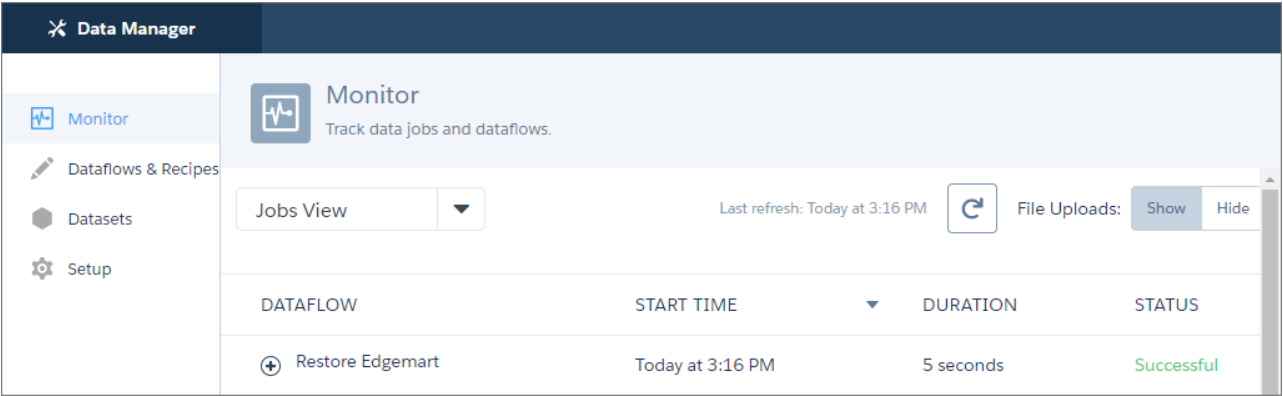 Data Manager
Monitor
Dataflows & Recipes
Datasets
Setup
Monitor
Track data jobs and dataflows.
Jobs View
Last refresh: Today at 3:16 PM
File Uploads:
Show
Hide
DATAFLOW START TIME DURATION STATUS
Restore Edgemart Today at 3:16 PM 5 seconds Successful